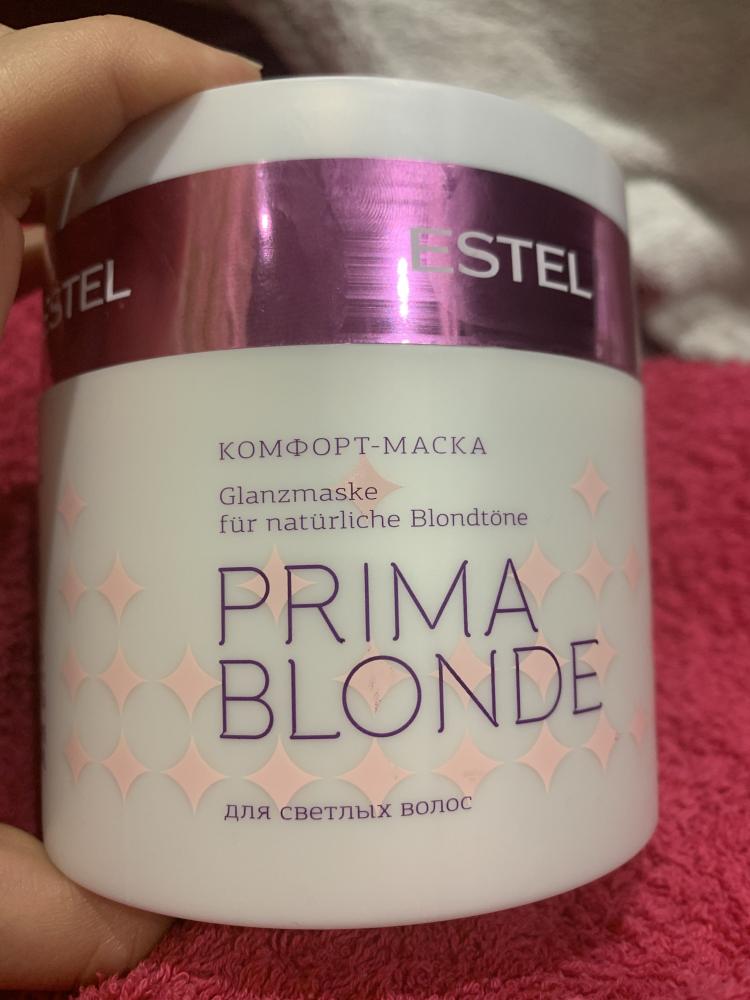 ESTEL
ESTEL
КОМФОРТ-МАСКА
Glanzmaske
für natürliche Blondtöne
PRIMA
BLONDE
для светлых волос